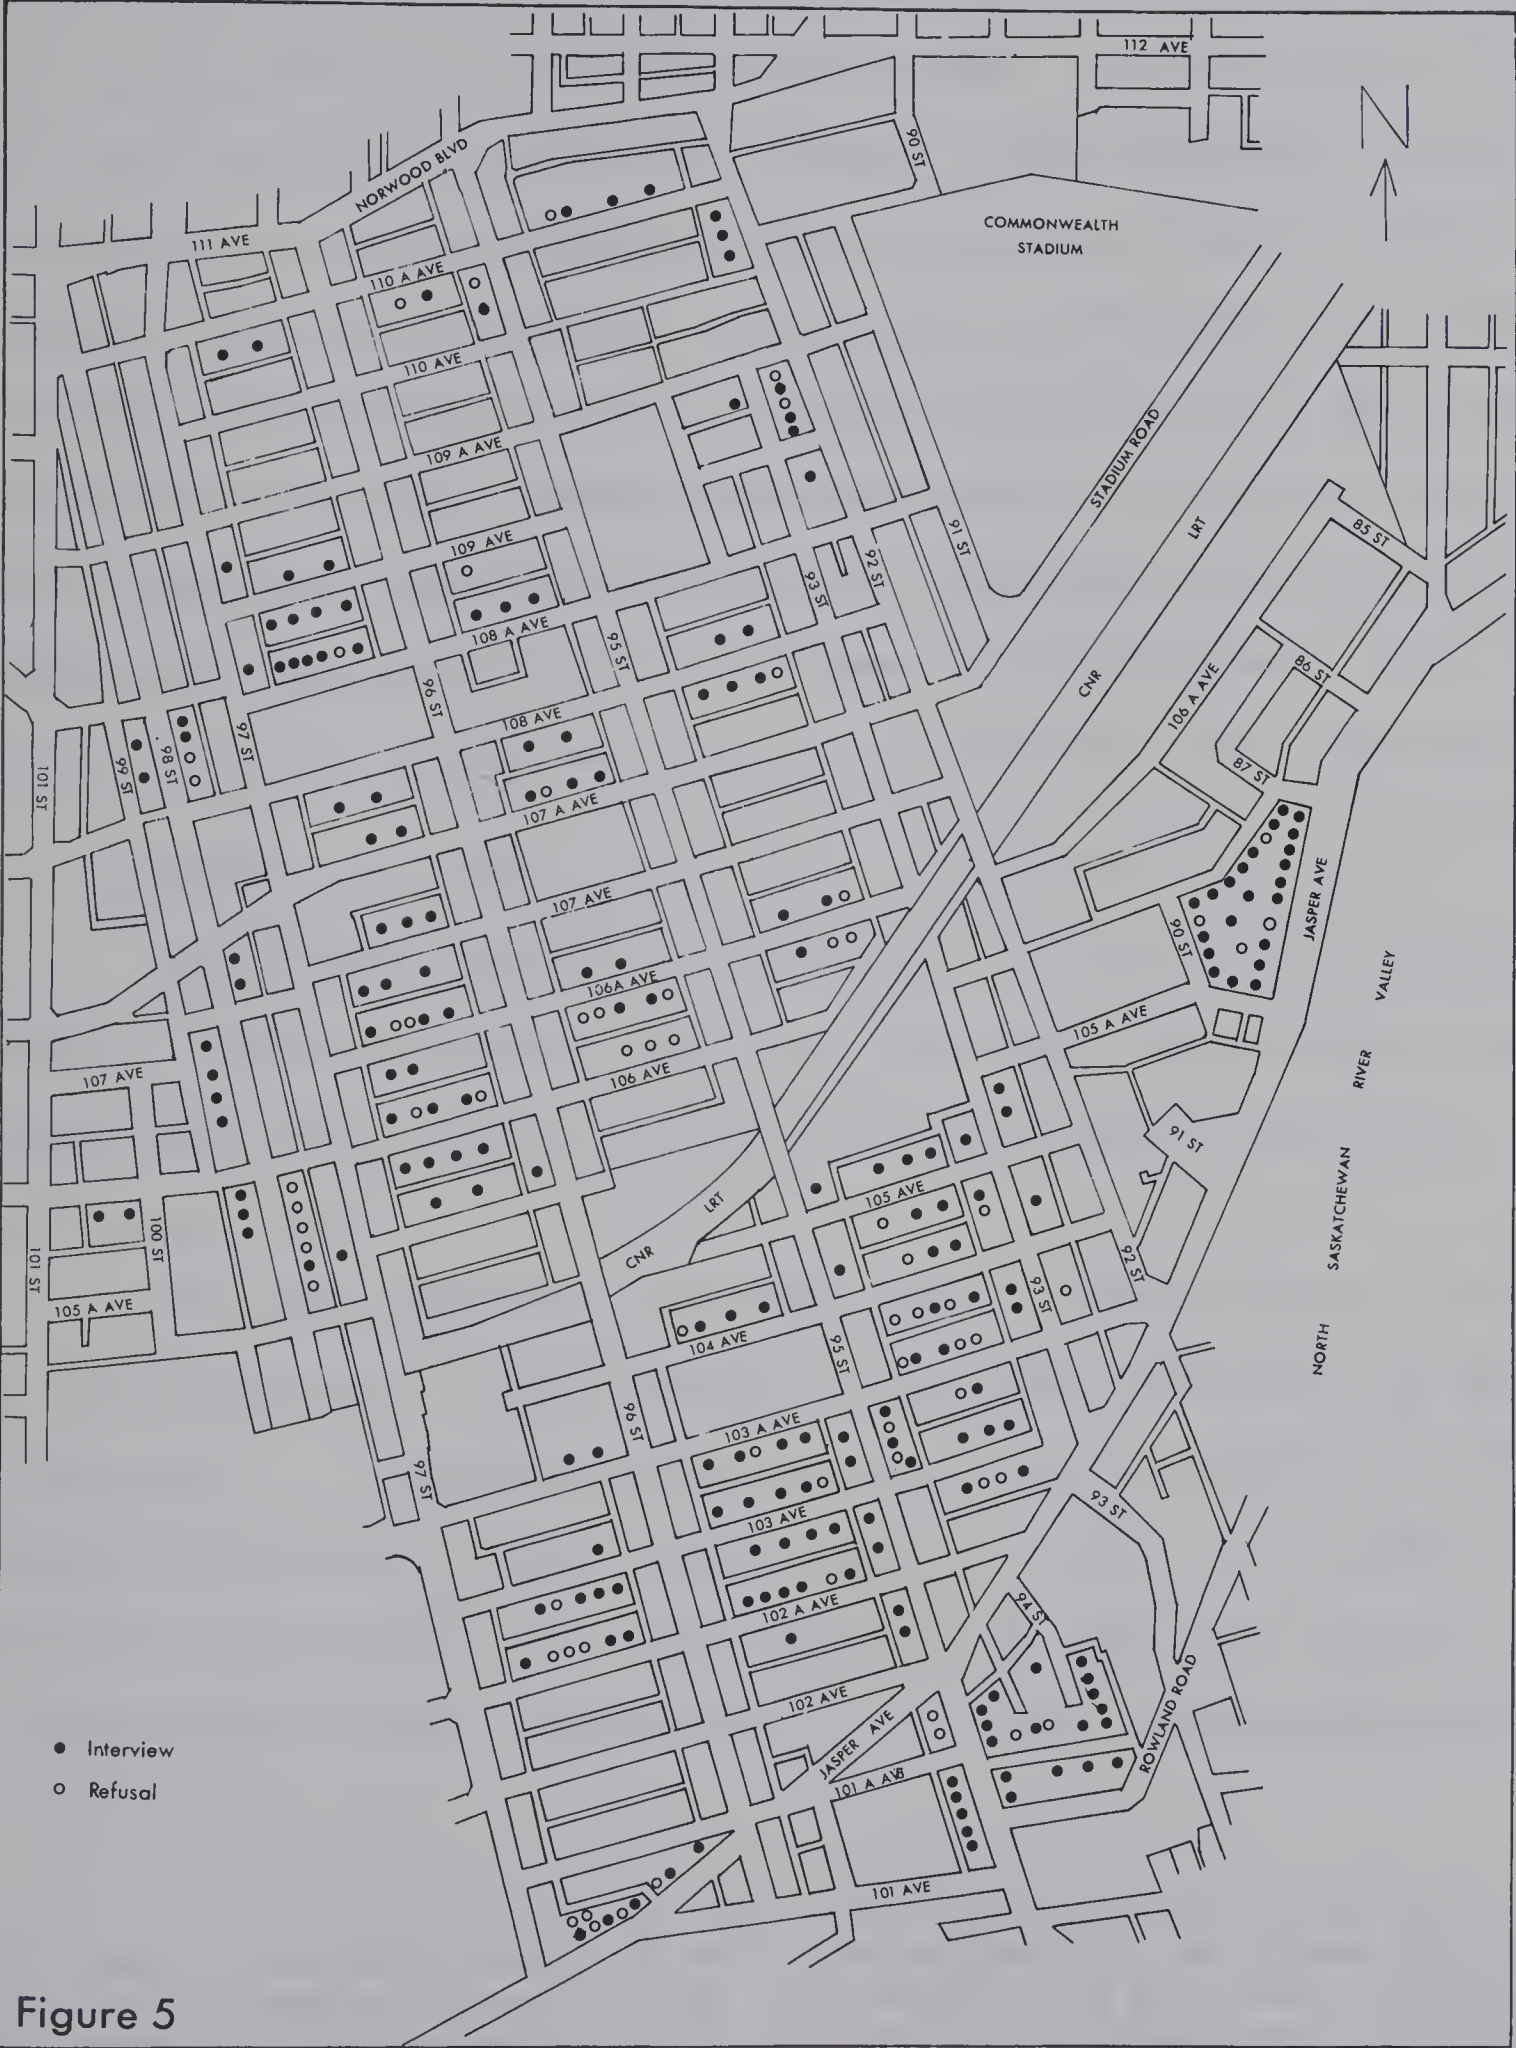 112 AVE
N
NORWOOD BLVD
90 ST
111 AVE
COMMONWEALTH
STADIUM
110 A AVE
110 AVE
109 A AVE
STADIUM ROAD
LRT
85 ST
109 AVE
91 ST
92 ST
93 ST
108 A AVE
95 ST
86 ST
96 ST
CNR
106 A AVE
108 AVE
97 ST
98 ST
99 ST
101 ST
87 ST
107 A AVE
107 AVE
JASPER AVE
90 ST
106A AVE
VALLEY
105 A AVE
RIVER
107 AVE
106 AVE
91 ST
105 AVE
LRT
SASKATCHEWAN
100 ST
CNR
92 ST
101 ST
93 ST
105 A AVE
104 AVE
95 ST
NORTH
103 A AVE
96 ST
97 ST
93 ST
103 AVE
102 A AVE
94 ST
102 AVE
ROWLAND ROAD
JASPER AVE
101 A AVE
Interview
Refusal
101 AVE
Figure 5